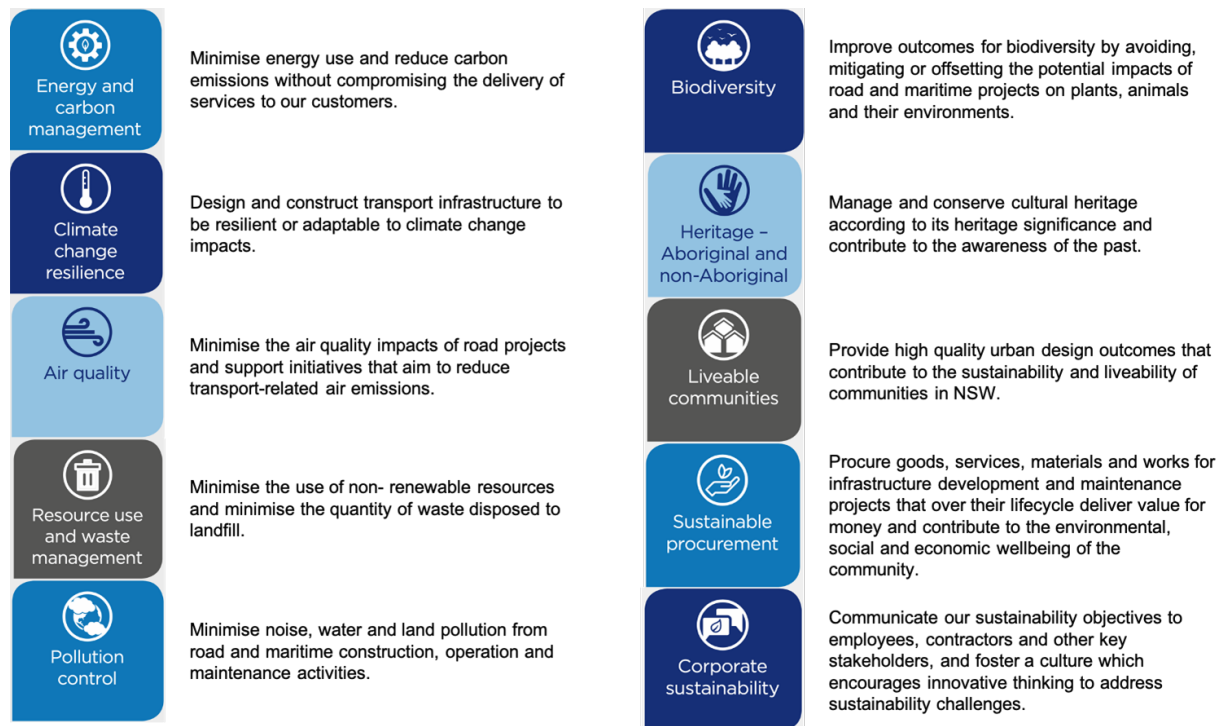 Energy and
carbon
management
Minimise energy use and reduce carbon
emissions without compromising the delivery of
services to our customers.
Climate
change
resilience
Design and construct transport infrastructure to
be resilient or adaptable to climate change
impacts.
Air quality
Minimise the air quality impacts of road projects
and support initiatives that aim to reduce
transport-related air emissions.
Resource use
and waste
management
Minimise the use of non- renewable resources
and minimise the quantity of waste disposed to
landfill.
Pollution
control
Minimise noise, water and land pollution from
road and maritime construction, operation and
maintenance activities.
Biodiversity
Improve outcomes for biodiversity by avoiding,
mitigating or offsetting the potential impacts of
road and maritime projects on plants, animals
and their environments.
Heritage –
Aboriginal and
non-Aboriginal
Manage and conserve cultural heritage
according to its heritage significance and
contribute to the awareness of the past.
Liveable
communities
Provide high quality urban design outcomes that
contribute to the sustainability and liveability of
communities in NSW.
Sustainable
procurement
Procure goods, services, materials and works for
infrastructure development and maintenance
projects that over their lifecycle deliver value for
money and contribute to the environmental,
social and economic wellbeing of the
community.
Corporate
sustainability
Communicate our sustainability objectives to
employees, contractors and other key
stakeholders, and foster a culture which
encourages innovative thinking to address
sustainability challenges.